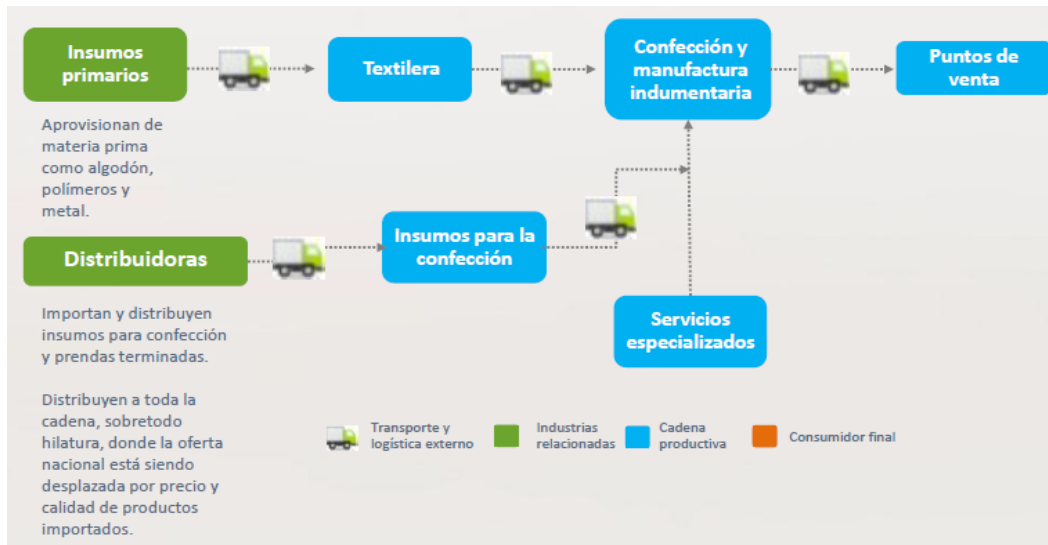 Insumos
primarios
Textilera
Confección y
manufactura
indumentaria
Puntos de
venta
Aprovisionan de
materia prima
como algodón,
polímeros y
metal.
Distribuidoras
Insumos para la
confección
Importan y distribuyen
insumos para confección
y prendas terminadas.
Servicios
especializados
Distribuyen a toda la
cadena, sobretodo
hilatura, donde la oferta
nacional está siendo
desplazada por precio y
calidad de productos
importados.
Transporte y
logística externo
Industrias
relacionadas
Cadena
productiva
Consumidor final